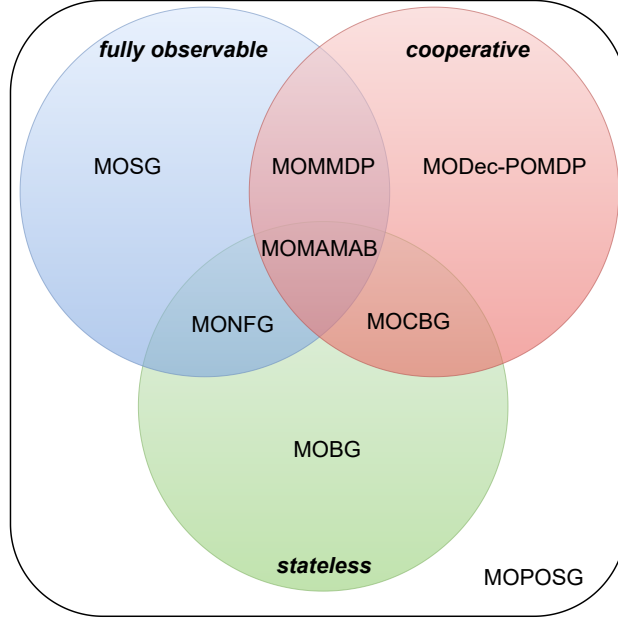 fully observable
cooperative
MOSG
MOMMDP
MODec-POMDP
MOMAMAB
MONFG
MOCBG
MOBG
stateless
MOPOSG